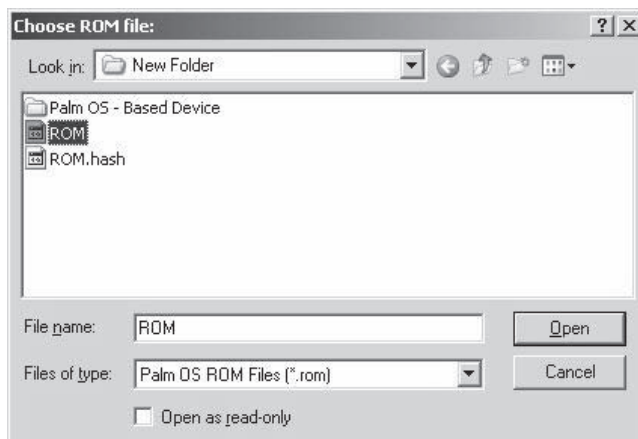 Choose ROM file:
Look in: New Folder
Palm OS - Based Device
ROM
ROM.hash
File name: ROM Open
Files of type: Palm OS ROM Files (*.rom) Cancel
Open as read-only